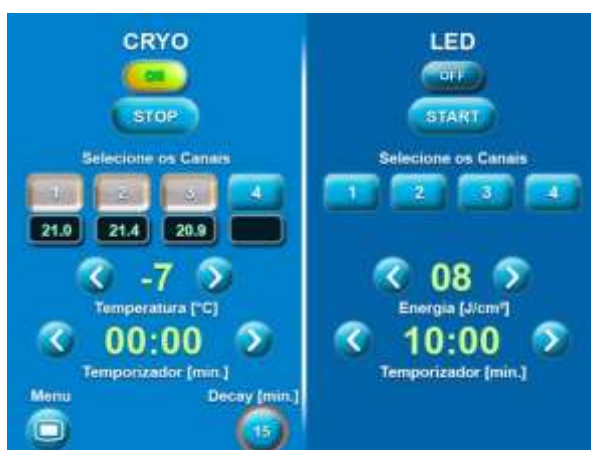 CRYO
ON
STOP
Selecione os Canais
1 2 3 4
21.0 21.4 20.9
-7
Temperatura [°C]
00:00
Temporizador [min.]
Menu
Decay [min.]
15
LED
OFF
START
Selecione os Canais
1 2 3 4
08
Energia [J/cm²]
10:00
Temporizador [min.]